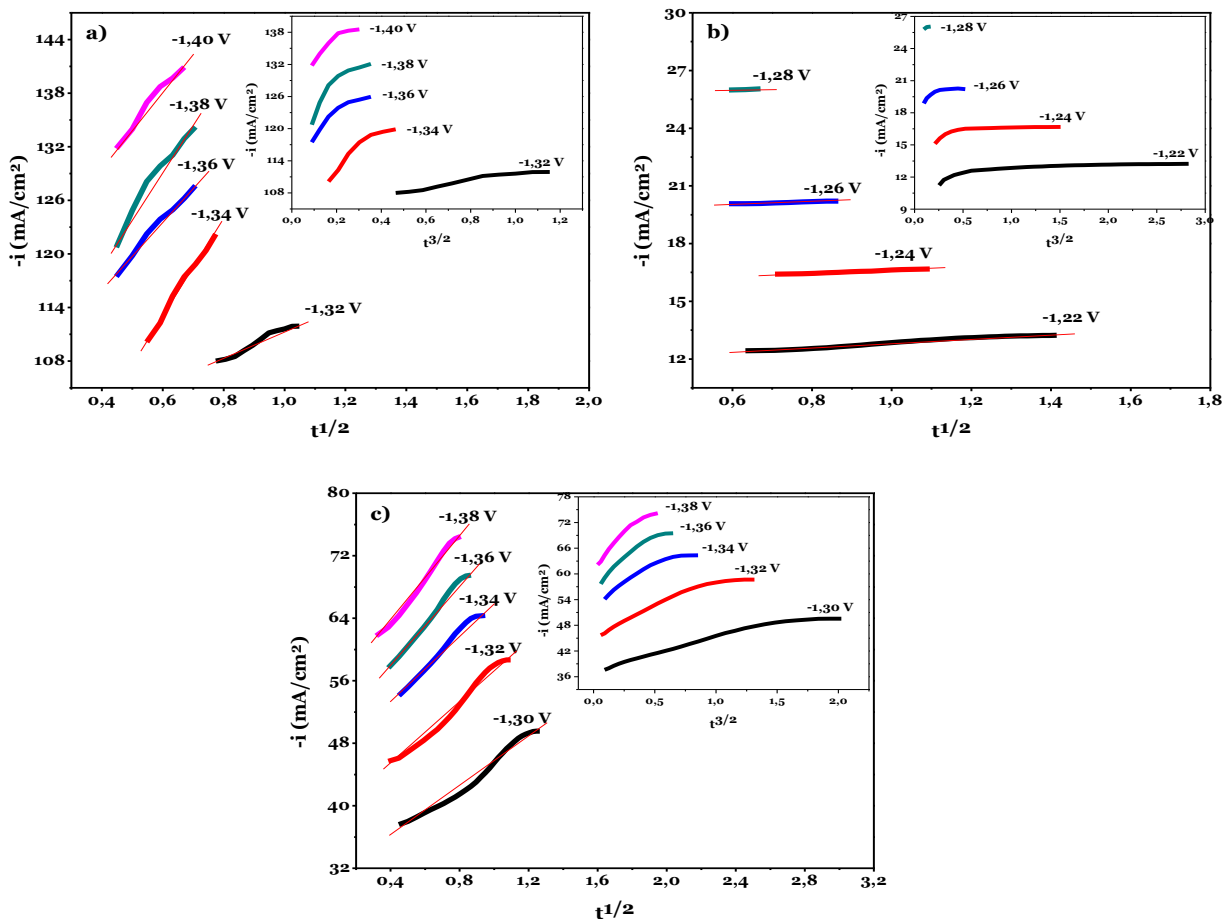 a)
-i (mA/cm²)
144
138
132
126
120
114
108
0,4 0,6 0,8 1,0 1,2 1,4 1,6 1,8 2,0
t1/2
-1,40 V
-1,38 V
-1,36 V
-1,34 V
-1,32 V
-i (mA/cm²)
138
132
126
120
114
108
0,0 0,2 0,4 0,6 0,8 1,0 1,2
t3/2
-1,40 V
-1,38 V
-1,36 V
-1,34 V
-1,32 V
b)
-i (mA/cm²)
30
27
24
21
18
15
12
0,6 0,8 1,0 1,2 1,4 1,6 1,8
t1/2
-1,28 V
-1,26 V
-1,24 V
-1,22 V
-i (mA/cm²)
27
24
21
18
15
12
9
0,0 0,5 1,0 1,5 2,0 2,5 3,0
t3/2
-1,28 V
-1,26 V
-1,24 V
-1,22 V
c)
-i (mA/cm²)
80
72
64
56
48
40
32
0,4 0,8 1,2 1,6 2,0 2,4 2,8 3,2
t1/2
-1,38 V
-1,36 V
-1,34 V
-1,32 V
-1,30 V
-i (mA/cm²)
78
72
66
60
54
48
42
36
0,0 0,5 1,0 1,5 2,0
t3/2
-1,38 V
-1,36 V
-1,34 V
-1,32 V
-1,30 V